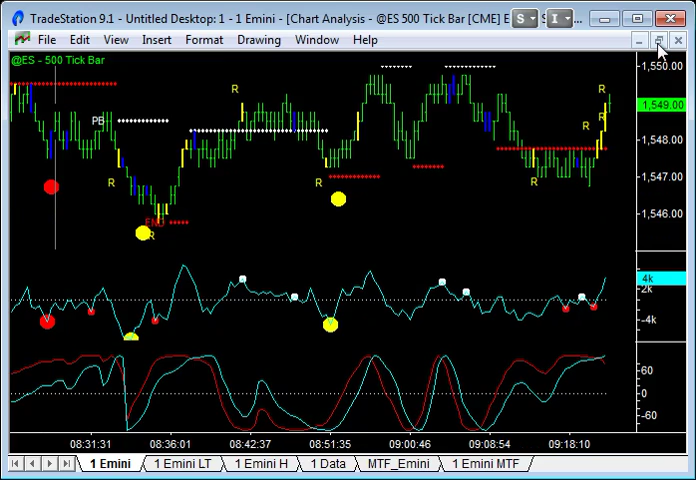 TradeStation 9.1 - Untitled Desktop: 1 - 1 Emini - [Chart Analysis - @ES 500 Tick Bar [CME] E S I
File Edit View Insert Format Drawing Window Help
@ES - 500 Tick Bar
1,550.00
R R
1,549.00
PB R
R
1,548.00
R R R
1,547.00
END
1,546.00
R
4k
2k
-4k
60
0
-60
08:31:31 08:36:01 08:42:37 08:51:35 09:00:46 09:08:54 09:18:10
1 Emini 1 Emini LT 1 Emini H 1 Data MTF_Emini 1 Emini MTF